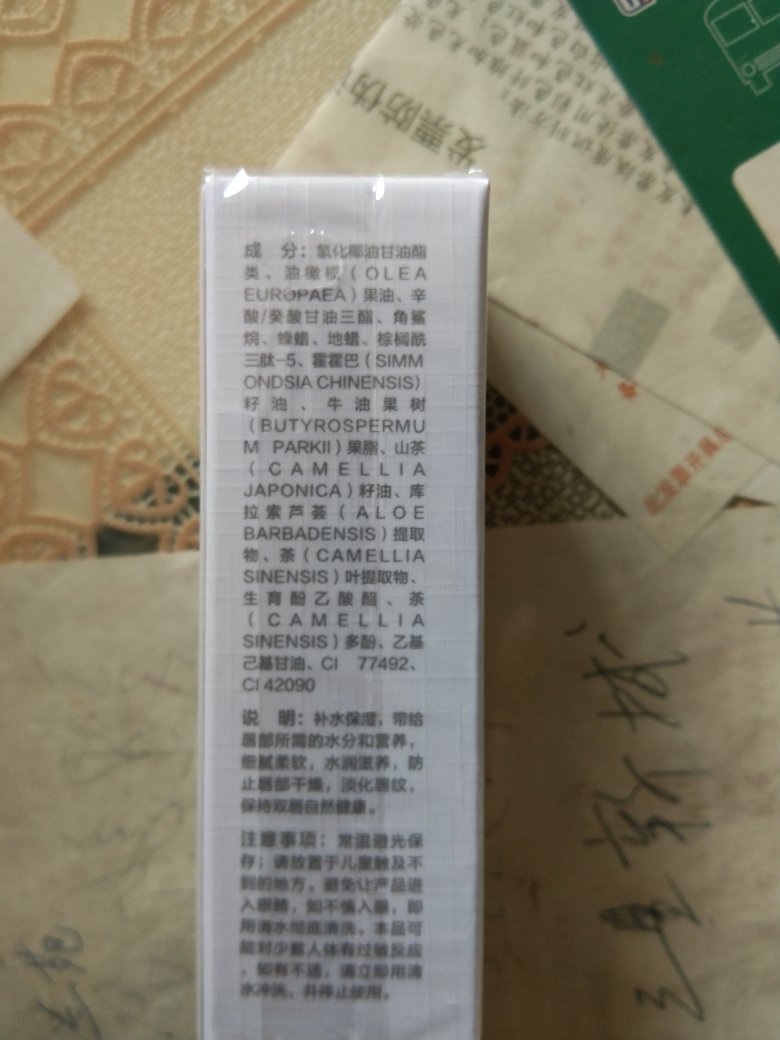 成 分：氢化椰油甘油酯
类、油橄榄（OLEA
EUROPAEA）果油、辛
酸/癸酸甘油三酯、角鲨
烷、蜂蜡、地蜡、棕榈酰
三肽-5、霍霍巴（SIMM
ONDSIA CHINENSIS）
籽油、牛油果树
（BUTYROSPERMU
M PARKII）果脂、山茶
（CAMELLIA
JAPONICA）籽油、库
拉索芦荟（ALOE
BARBADENSIS）提取
物、茶（CAMELLIA
SINENSIS）叶提取物、
生育酚乙酸酯、茶
（CAMELLIA
SINENSIS）多酚、乙基
己基甘油、CI 77492、
CI 42090
说 明：补水保湿，带给
唇部所需的水分和营养，
细腻柔软，水润滋养，防
止唇部干燥，淡化唇纹，
保持双唇自然健康。
注意事项：常温避光保
存；请放置于儿童触及不
到的地方。避免让产品进
入眼睛，如不慎入眼，即
用清水彻底清洗。本品可
能对少数人体有过敏反应
，如有不适，请立即用清
水冲洗，并停止使用。
发票防伪